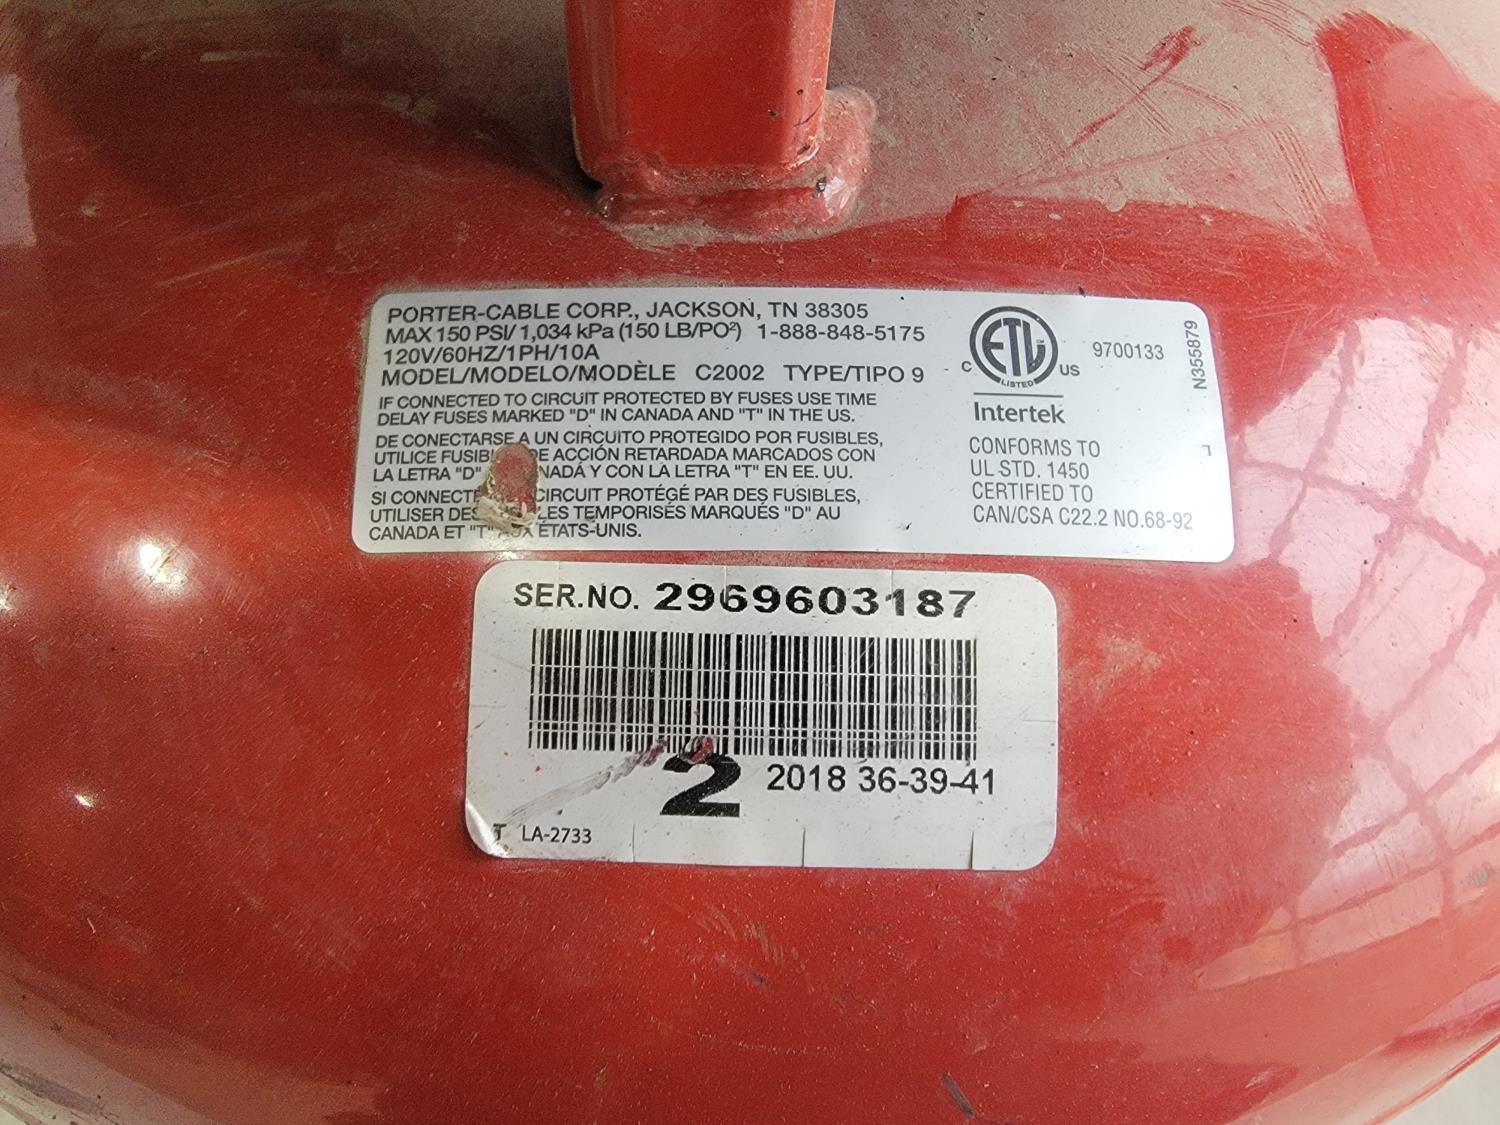 PORTER-CABLE CORP., JACKSON, TN 38305
MAX 150 PSI/ 1,034 kPa (150 LB/PO²) 1-888-848-5175
120V/60HZ/1PH/10A
MODEL/MODELO/MODÈLE C2002 TYPE/TIPO 9
IF CONNECTED TO CIRCUIT PROTECTED BY FUSES USE TIME
DELAY FUSES MARKED "D" IN CANADA AND "T" IN THE US.
DE CONECTARSE A UN CIRCUITO PROTEGIDO POR FUSIBLES,
UTILICE DE ACCIÓN RETARDADA MARCADOS CON
LA LETRA "D" Y CON LA LETRA "T" EN EE. UU.
SI CIRCUIT PROTÉGÉ PAR DES FUSIBLES,
UTILISER TEMPORISÉS MARQUÉS "D" AU
CANADA ET "T" AUX ÉTATS-UNIS.
C ETL US
CM
LISTED
9700133
N355879
Intertek
CONFORMS TO
UL STD. 1450
CERTIFIED TO
CAN/CSA C22.2 NO.68-92
SER.NO. 2969603187
2 2018 36-39-41
T LA-2733